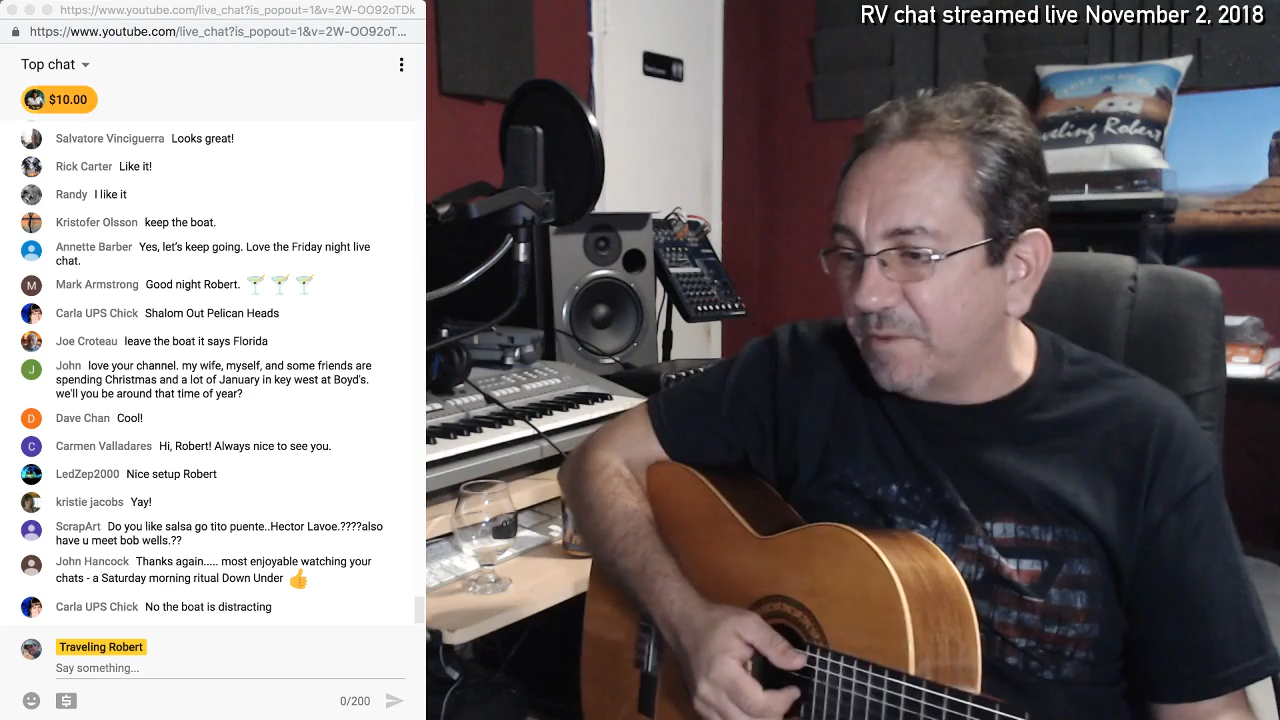 https://www.youtube.com/live_chat?is_popout=1&v=2W-OO92oTDk
RV chat streamed live November 2, 2018
https://www.youtube.com/live_chat?is_popout=1&v=2W-OO92oT...
Top chat
$10.00
Salvatore Vinciguerra Looks great!
Rick Carter Like it!
Randy I like it
Kristofer Olsson keep the boat.
Annette Barber Yes, let's keep going. Love the Friday night live
chat.
Mark Armstrong Good night Robert.
Carla UPS Chick Shalom Out Pelican Heads
Joe Croteau leave the boat it says Florida
John love your channel. my wife, myself, and some friends are
spending Christmas and a lot of January in key west at Boyd's.
we'll you be around that time of year?
Dave Chan Cool!
Carmen Valladares Hi, Robert! Always nice to see you.
LedZep2000 Nice setup Robert
kristie jacobs Yay!
ScrapArt Do you like salsa go tito puente..Hector Lavoe.????also
have u meet bob wells.??
John Hancock Thanks again..... most enjoyable watching your
chats - a Saturday morning ritual Down Under
Carla UPS Chick No the boat is distracting
Traveling Robert
Say something...
0/200
M
J
D
C
veling Robert